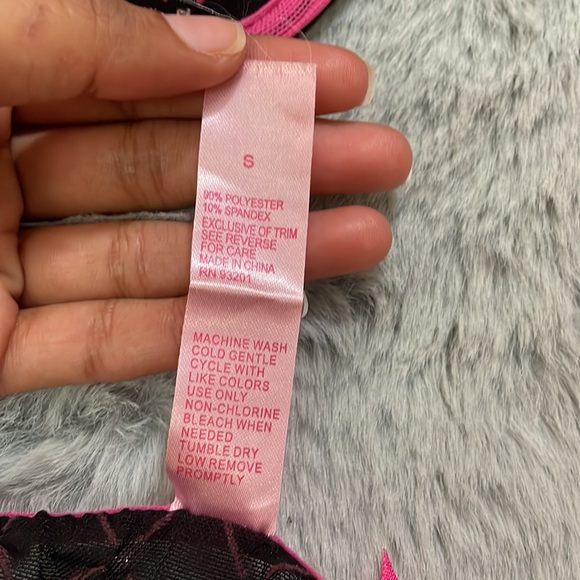 S
90% POLYESTER
10% SPANDEX
EXCLUSIVE OF TRIM
SEE REVERSE
FOR CARE
MADE IN CHINA
RN 93201
MACHINE WASH
COLD GENTLE
CYCLE WITH
LIKE COLORS
USE ONLY
NON-CHLORINE
BLEACH WHEN
NEEDED
TUMBLE DRY
LOW REMOVE
PROMPTLY